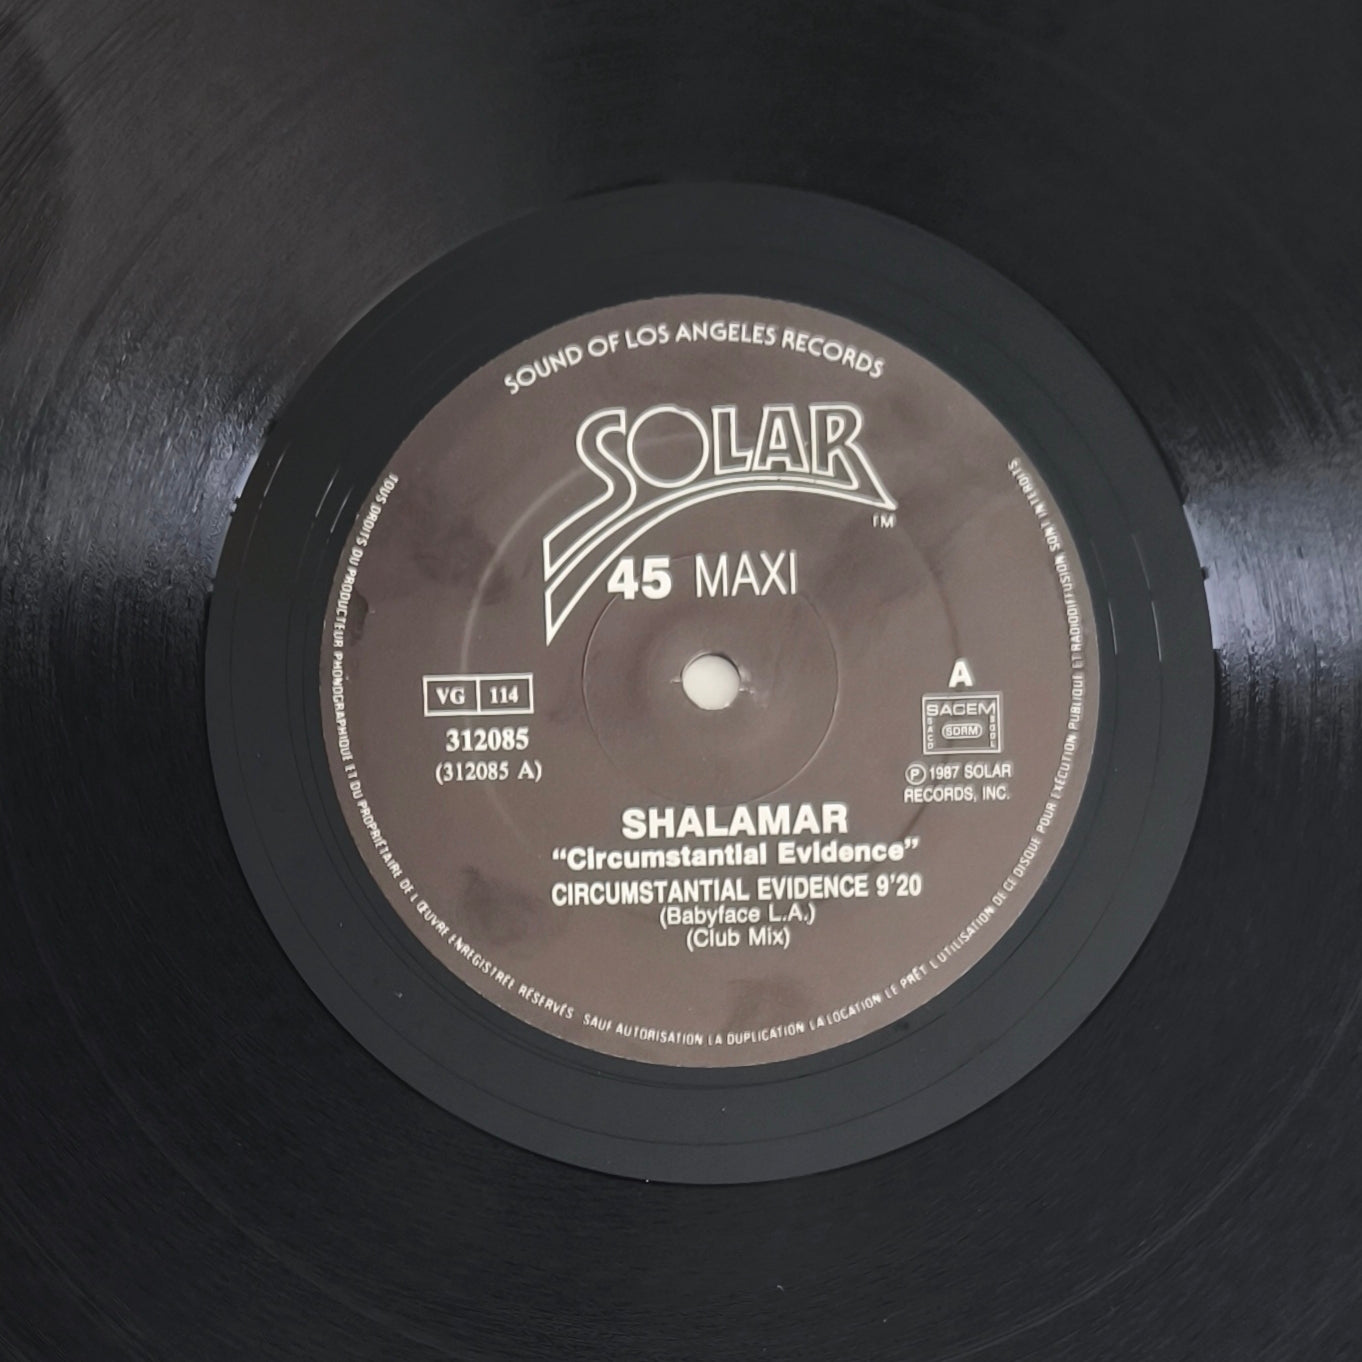 SOUND OF LOS ANGELES RECORDS
SOLAR
TM
45 MAXI
VG 114
312085
(312085 A)
A
SACEM
SACD
SDRM
SGDL
Ⓟ 1987 SOLAR
RECORDS, INC.
SHALAMAR
“Circumstantial Evidence”
CIRCUMSTANTIAL EVIDENCE 9'20
(Babyface L.A.)
(Club Mix)
TOUS DROITS DU PRODUCTEUR PHONOGRAPHIQUE ET DU PROPRIÉTAIRE DE L'ŒUVRE ENREGISTRÉE RÉSERVÉS SAUF AUTORISATION LA DUPLICATION LA LOCATION LE PRÊT L'UTILISATION DE CE DISQUE POUR EXÉCUTION PUBLIQUE ET RADIODIFFUSION SONT INTERDITS